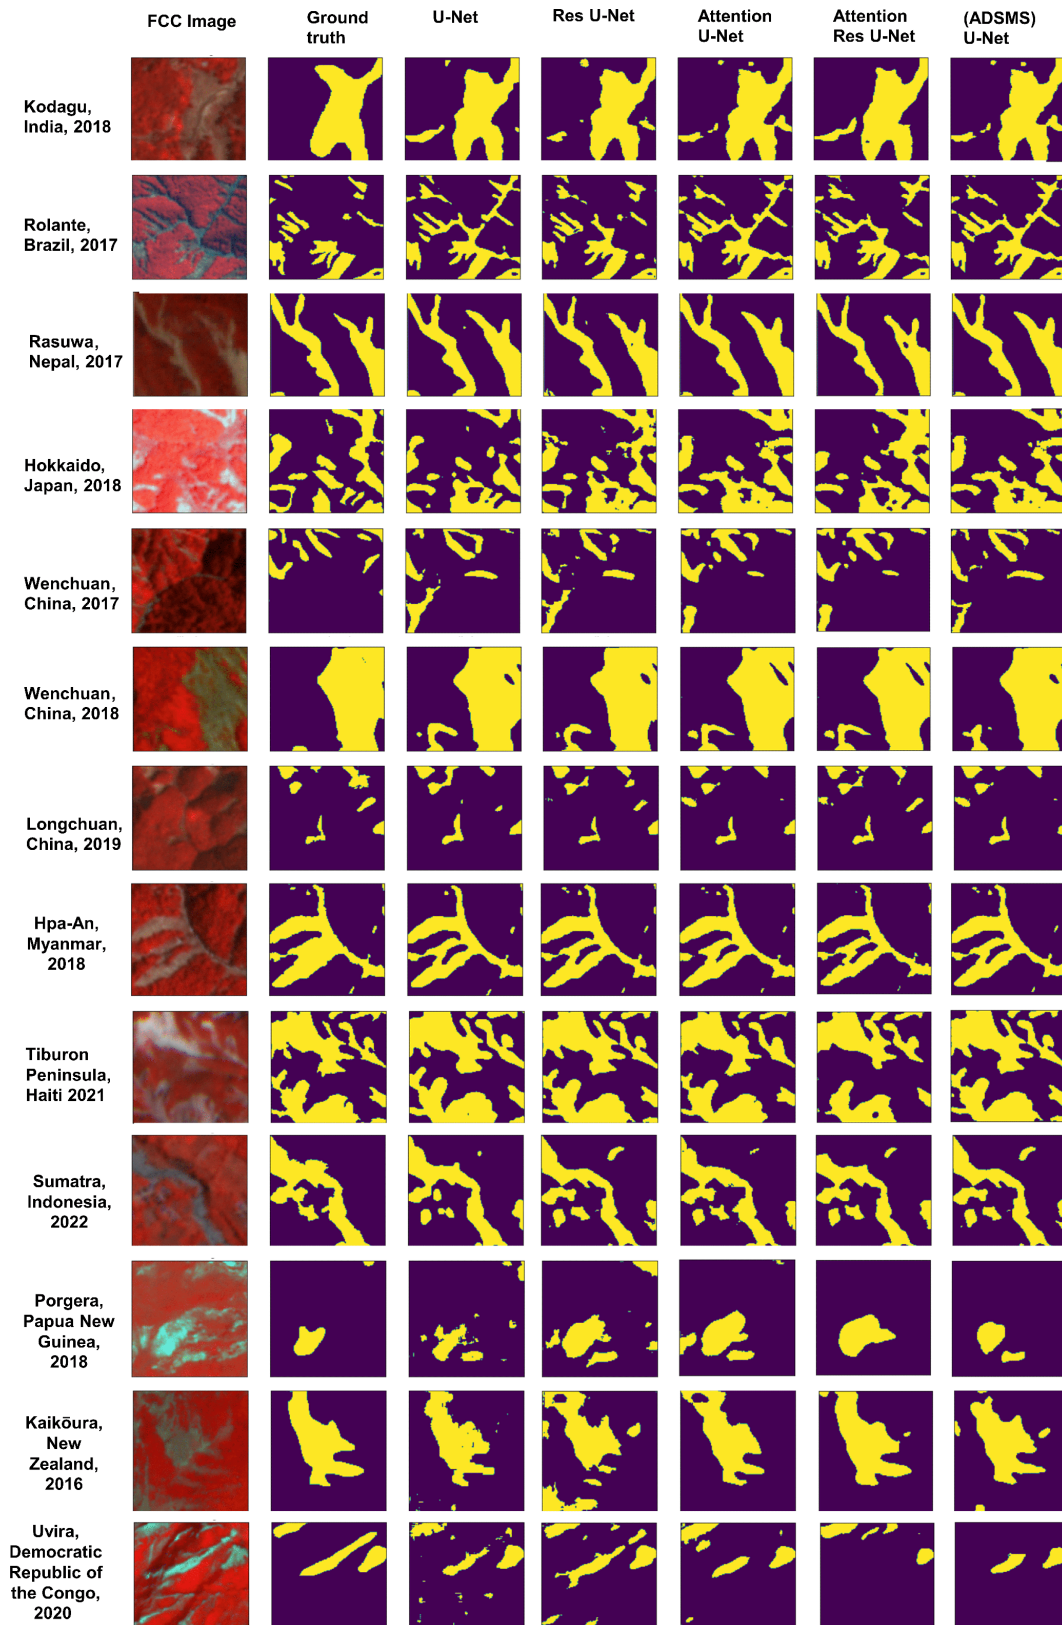 FCC Image
Ground
truth
U-Net
Res U-Net
Attention
U-Net
Attention
Res U-Net
(ADSMS)
U-Net
Kodagu,
India, 2018
Rolante,
Brazil, 2017
Rasuwa,
Nepal, 2017
Hokkaido,
Japan, 2018
Wenchuan,
China, 2017
Wenchuan,
China, 2018
Longchuan,
China, 2019
Hpa-An,
Myanmar,
2018
Tiburon
Peninsula,
Haiti 2021
Sumatra,
Indonesia,
2022
Porgera,
Papua New
Guinea,
2018
Kaikōura,
New
Zealand,
2016
Uvira,
Democratic
Republic of
the Congo,
2020